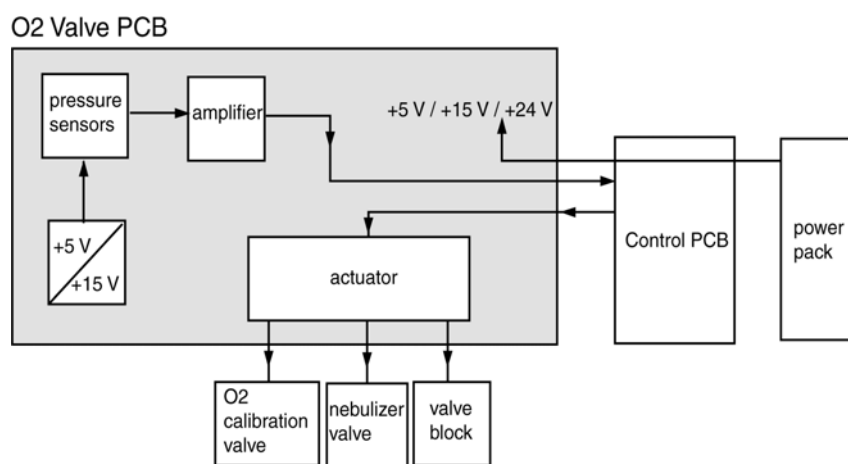 O2 Valve PCB
pressure
sensors
amplifier
+5 V / +15 V / +24 V
+5 V
+15 V
actuator
Control PCB
power
pack
O2
calibration
valve
nebulizer
valve
valve
block